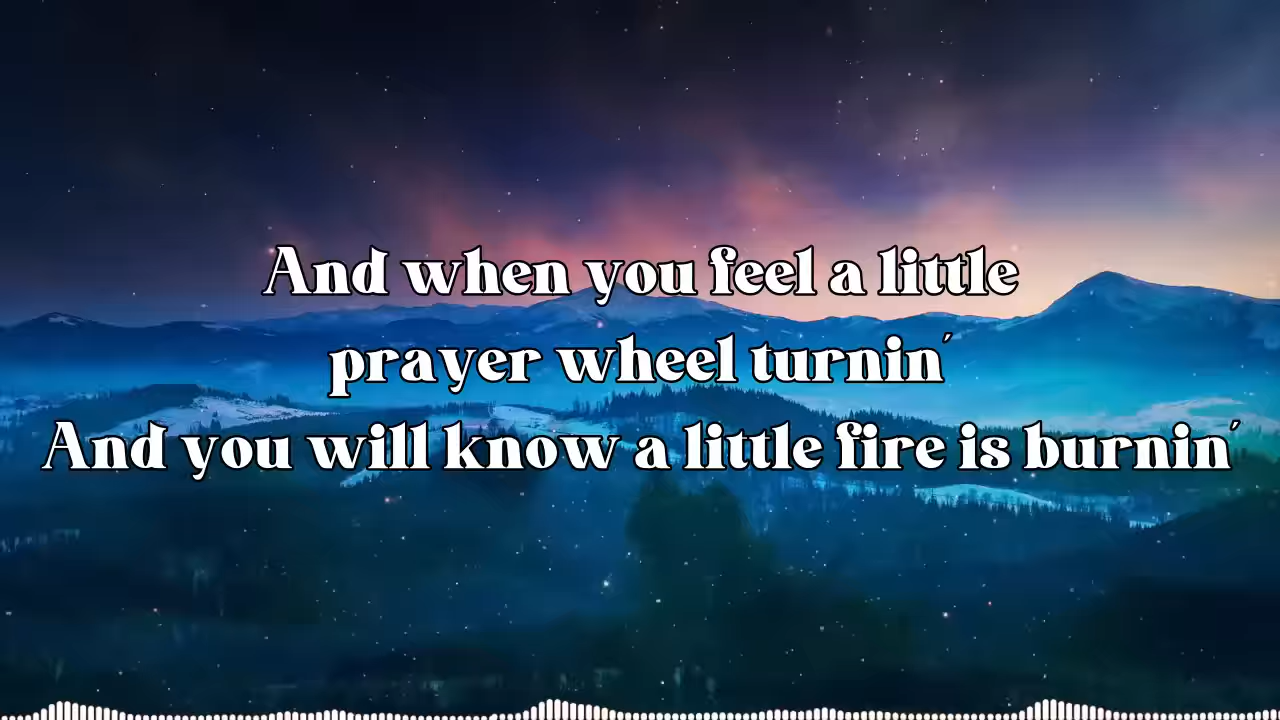 And when you feel a little
prayer wheel turnin'
And you will know a little fire is burnin'